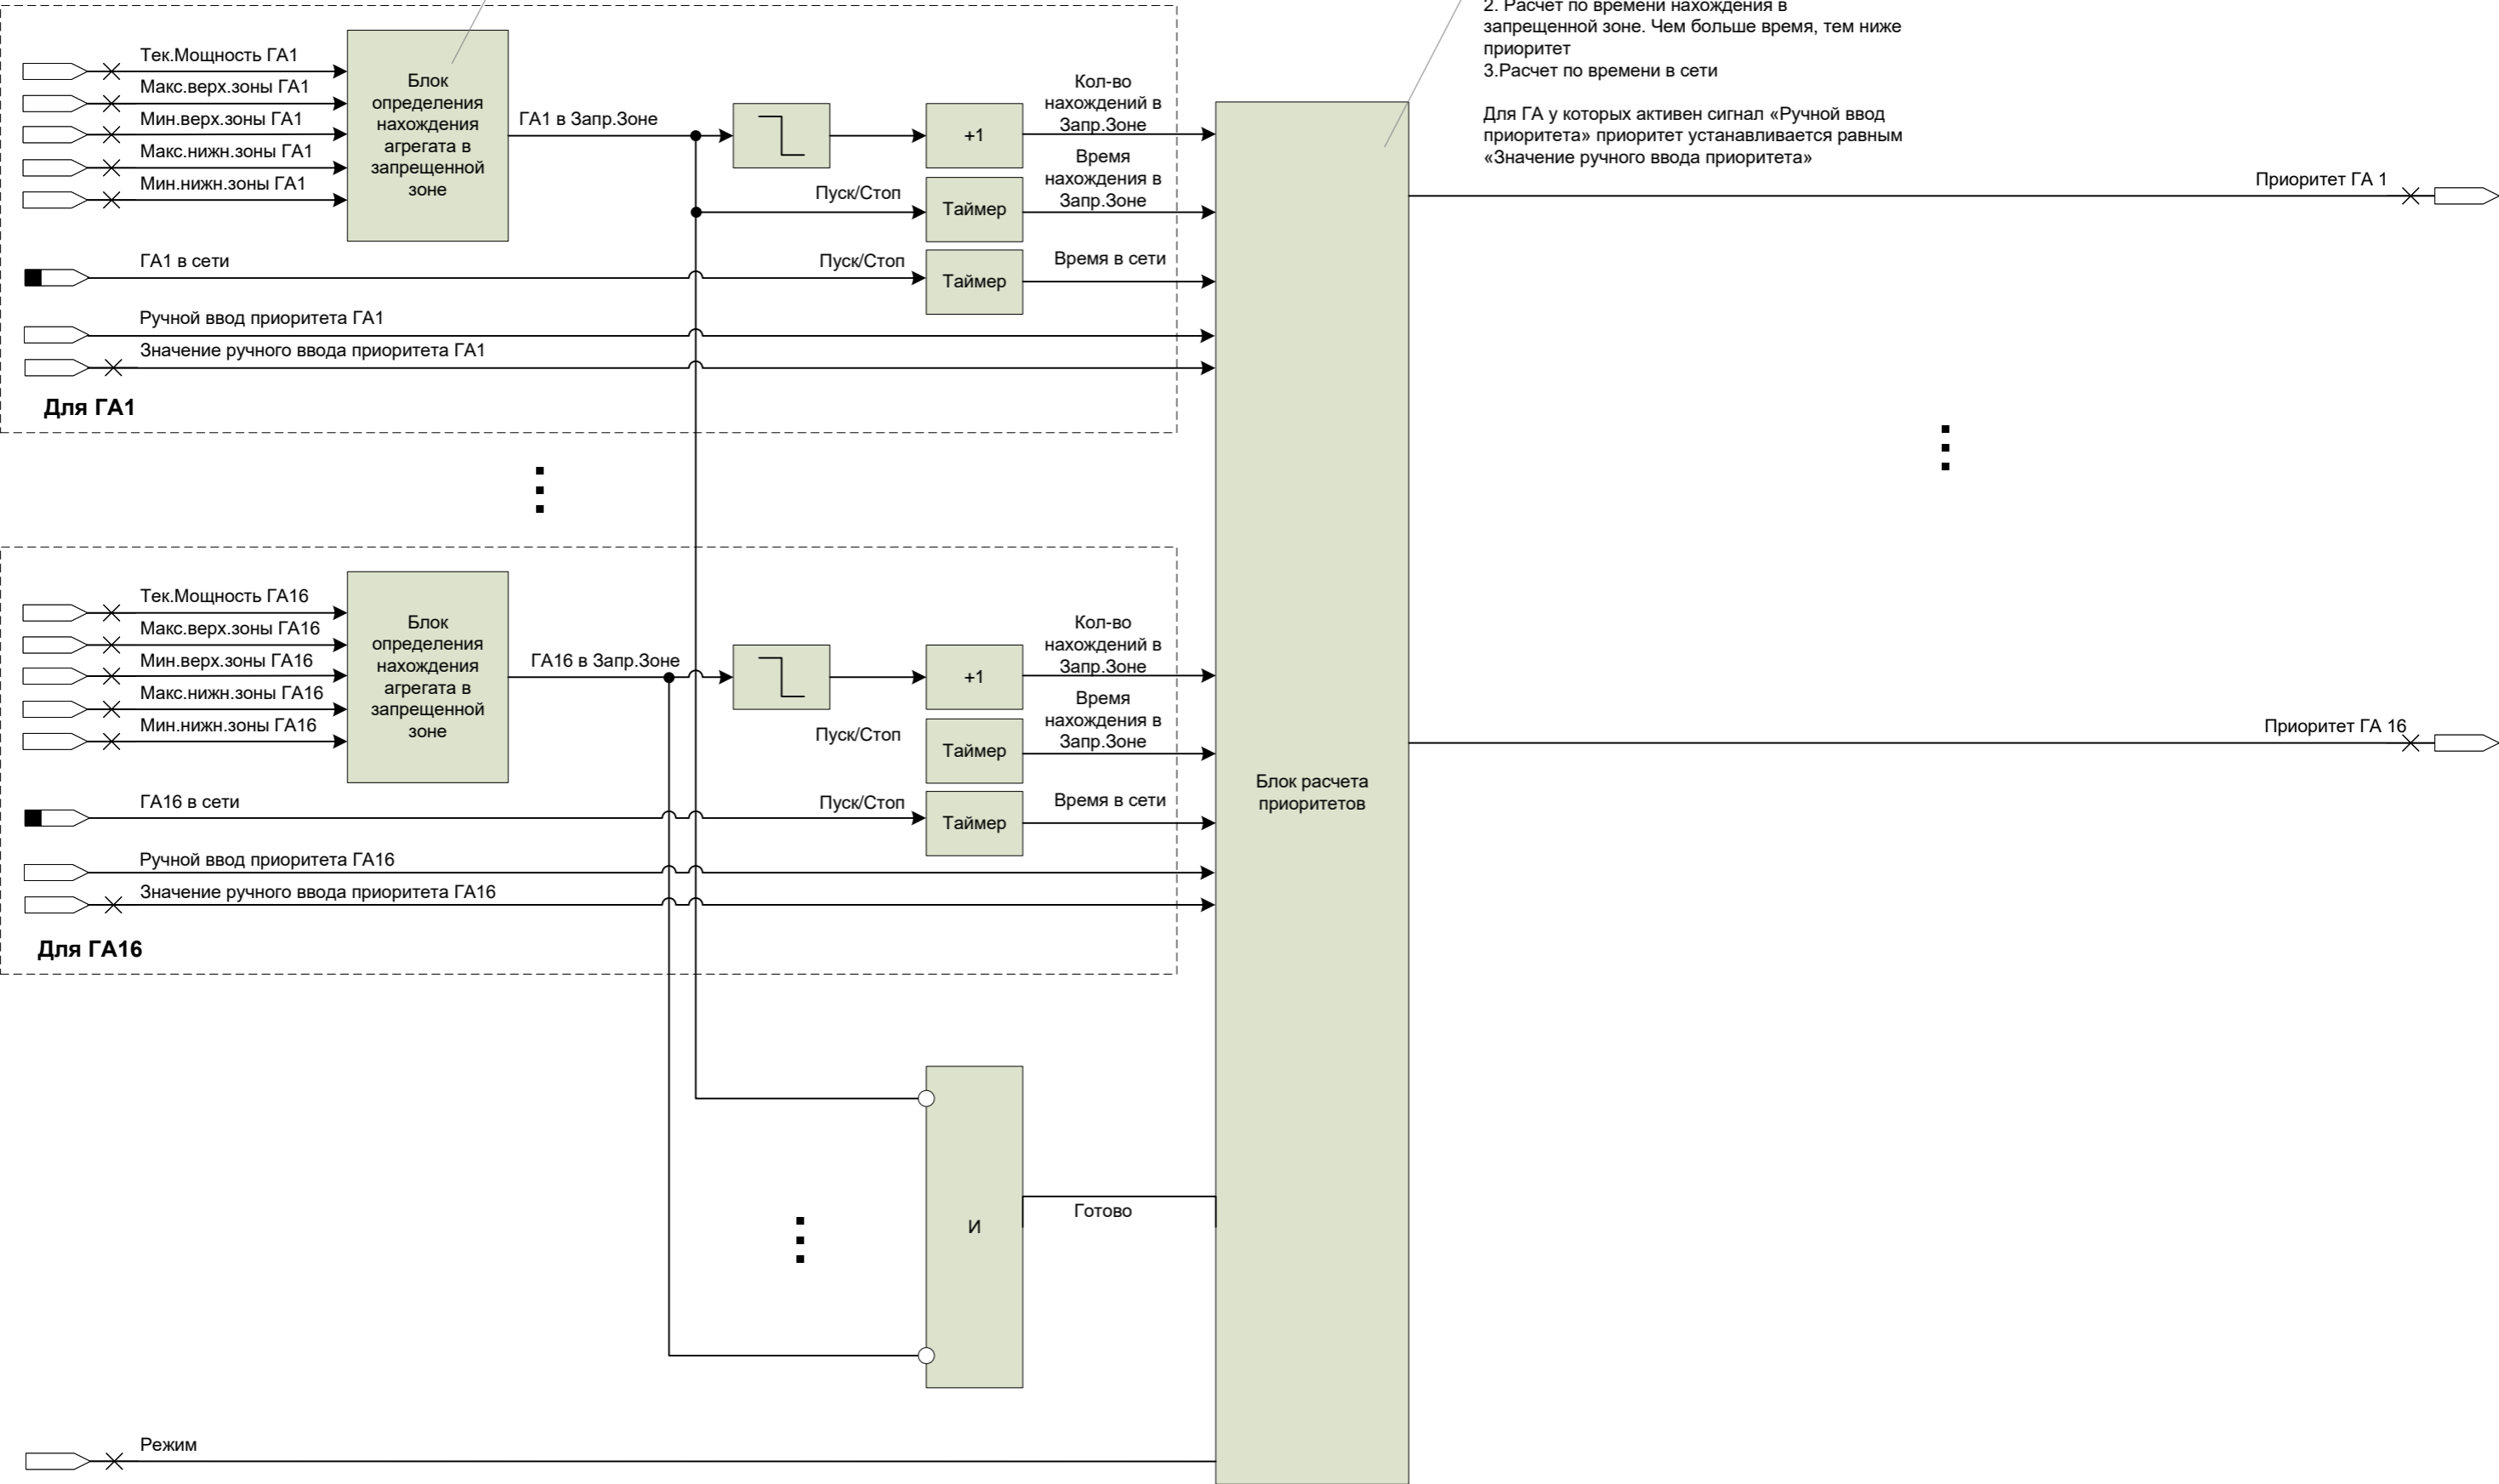 2. Расчет по времени нахождения в
запрещенной зоне. Чем больше время, тем ниже
приоритет
3.Расчет по времени в сети
Для ГА у которых активен сигнал «Ручной ввод
приоритета» приоритет устанавливается равным
«Значение ручного ввода приоритета»
Тек.Мощность ГА1
Макс.верх.зоны ГА1
Мин.верх.зоны ГА1
Макс.нижн.зоны ГА1
Мин.нижн.зоны ГА1
Блок
определения
нахождения
агрегата в
запрещенной
зоне
ГА1 в Запр.Зоне
+1
Кол-во
нахождений в
Запр.Зоне
Пуск/Стоп
Таймер
Время
нахождения в
Запр.Зоне
ГА1 в сети
Пуск/Стоп
Таймер
Время в сети
Ручной ввод приоритета ГА1
Значение ручного ввода приоритета ГА1
Для ГА1
Приоритет ГА 1
Тек.Мощность ГА16
Макс.верх.зоны ГА16
Мин.верх.зоны ГА16
Макс.нижн.зоны ГА16
Мин.нижн.зоны ГА16
Блок
определения
нахождения
агрегата в
запрещенной
зоне
ГА16 в Запр.Зоне
+1
Кол-во
нахождений в
Запр.Зоне
Пуск/Стоп
Таймер
Время
нахождения в
Запр.Зоне
ГА16 в сети
Пуск/Стоп
Таймер
Время в сети
Ручной ввод приоритета ГА16
Значение ручного ввода приоритета ГА16
Для ГА16
Блок расчета
приоритетов
Приоритет ГА 16
И
Готово
Режим